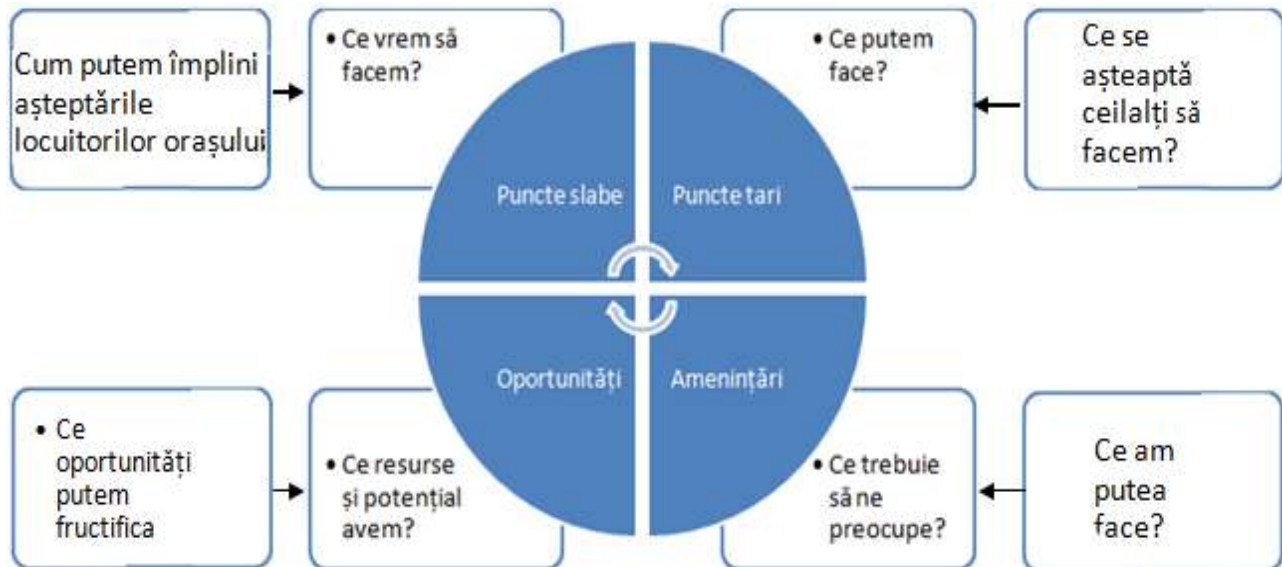 Cum putem împlini
așteptările
locuitorilor orașului
• Ce vrem să
facem?
• Ce putem
face?
Ce se
așteaptă
ceilalți să
facem?
Puncte slabe
Puncte tari
Oportunități
Amenințări
• Ce
oportunități
putem
fructifica
• Ce resurse
și potențial
avem?
• Ce trebuie
să ne
preocupe?
Ce am
putea
face?